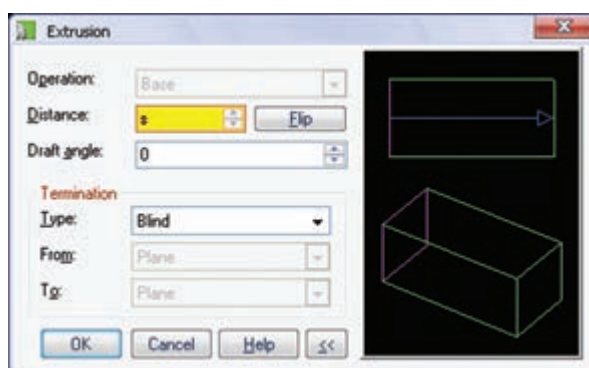 Extrusion
Operation: Base
Distance: s Flip
Draft angle: 0
Termination
Type: Blind
From: Plane
To: Plane
OK Cancel Help <<